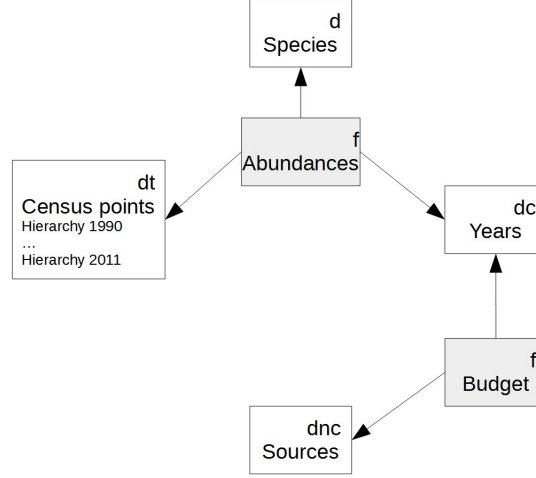 d
Species
f
Abundances
dt
Census points
Hierarchy 1990
...
Hierarchy 2011
dc
Years
f
Budget
dnc
Sources